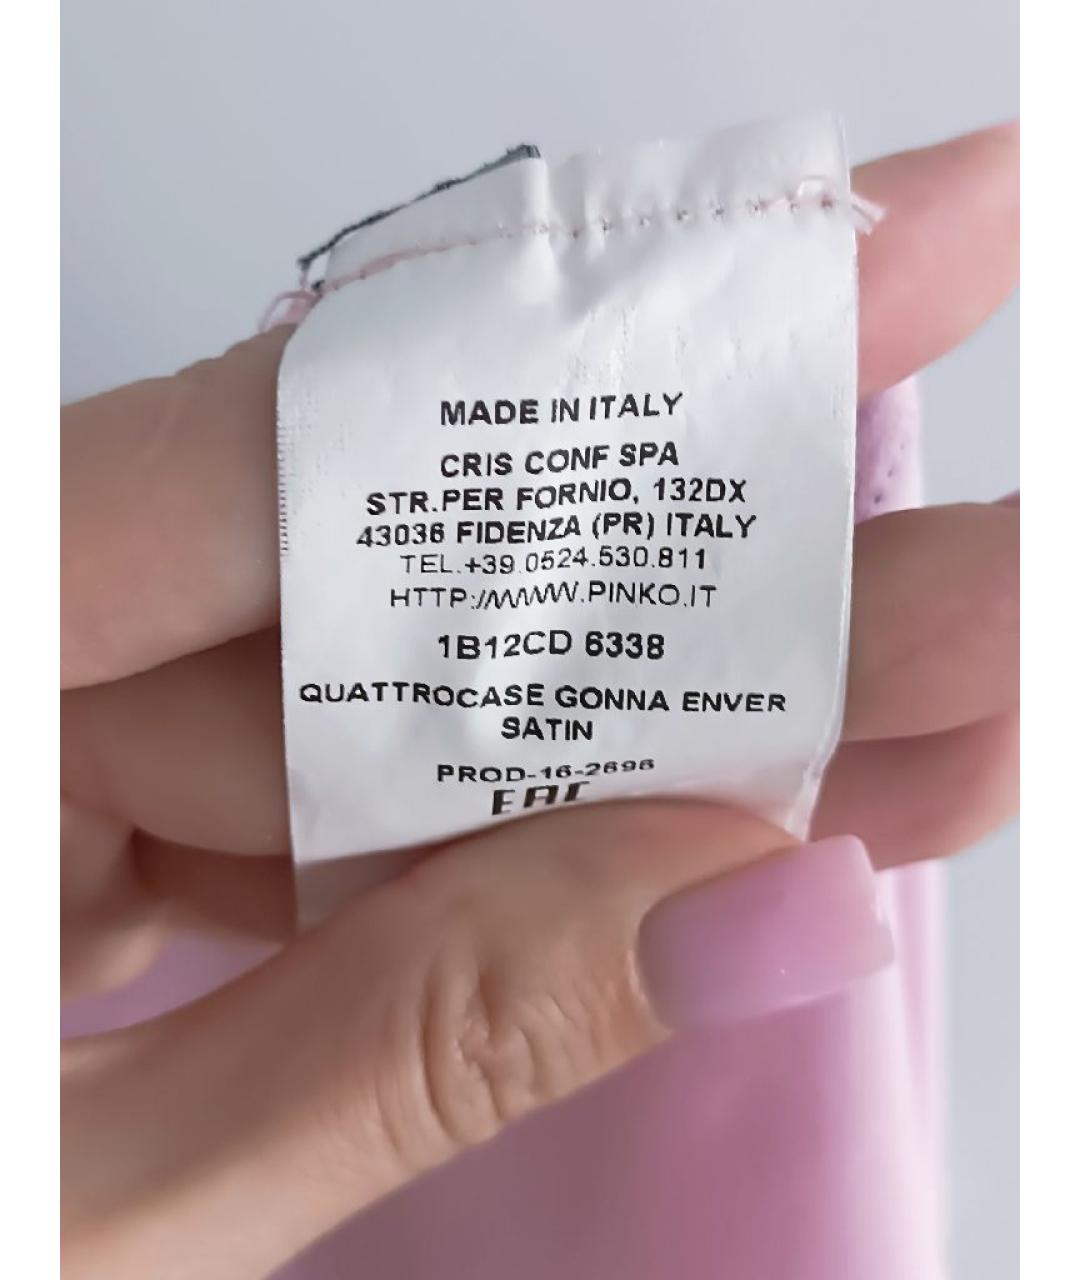 MADE IN ITALY
CRIS CONF SPA
STR.PER FORNIO, 132DX
43036 FIDENZA (PR) ITALY
TEL.+39.0524.530.811
HTTP://WWW.PINKO.IT
1B12CD 6338
QUATTROCASE GONNA ENVER
SATIN
PROD-16-2696
EAC